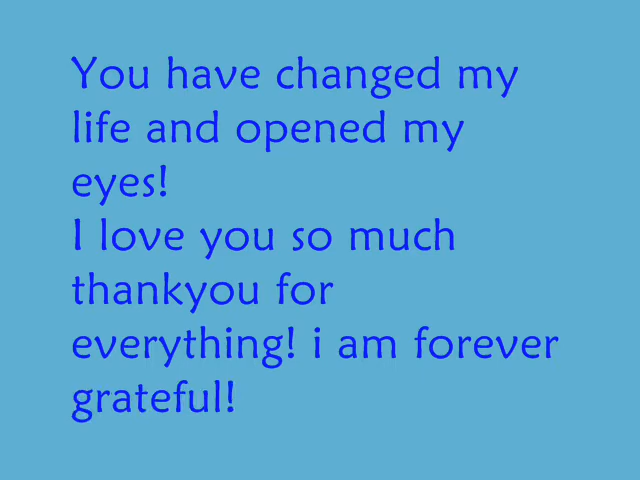 You have changed my
life and opened my
eyes!
I love you so much
thankyou for
everything! i am forever
grateful!